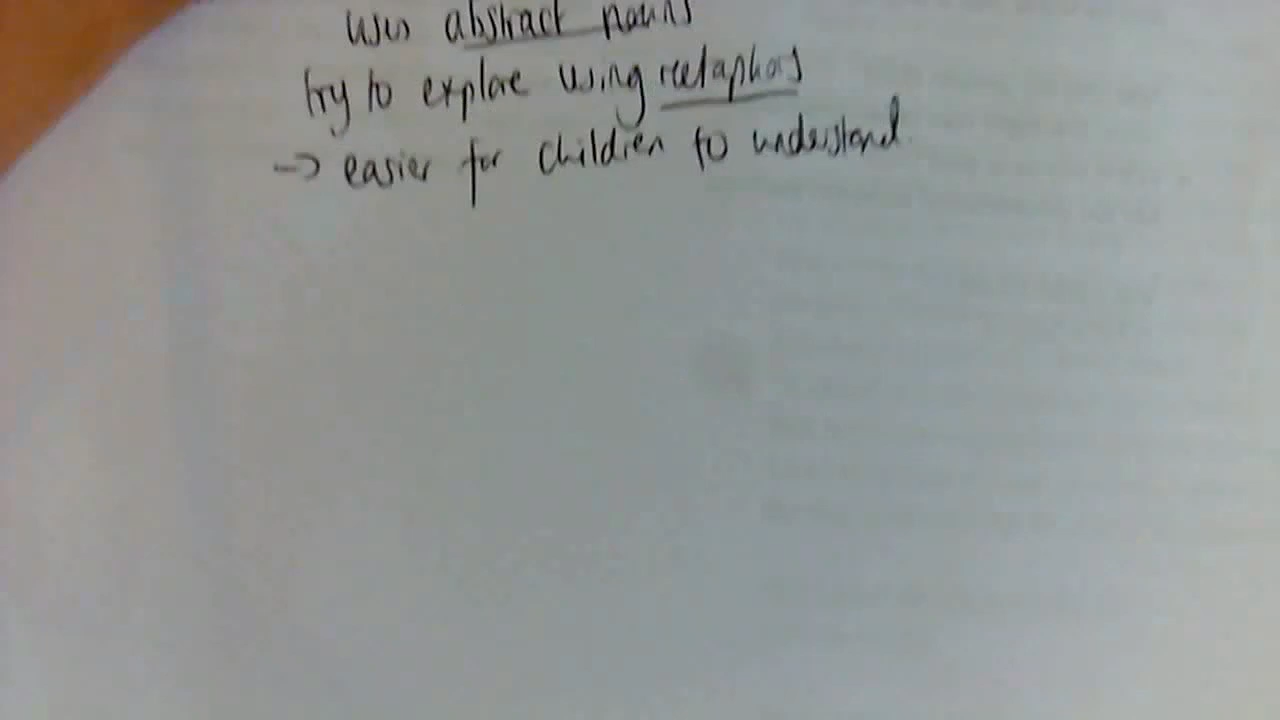 uses abstract nouns
try to explore using metaphors
-> easier for children to understand